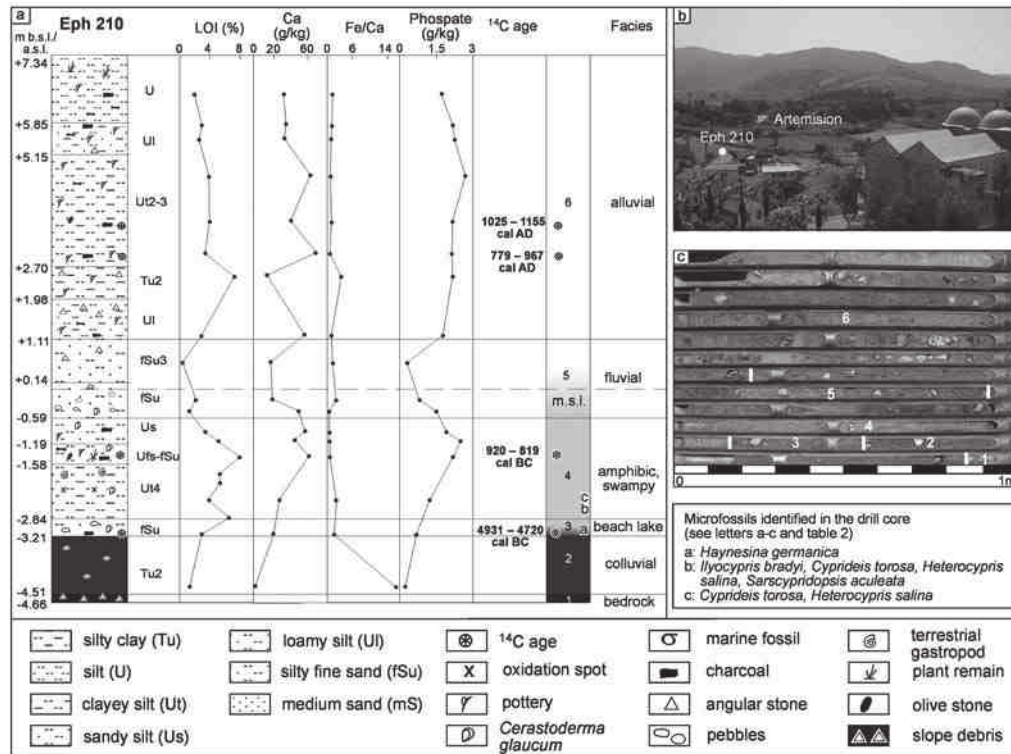 a
Eph 210
m b.s.l./
a.s.l.
LOI (%)
0 4 8 12
Ca
(g/kg)
0 20 60
Fe/Ca
0 2 6 10 14
Phospate
(g/kg)
0 1.5 3
14C age
Facies
+7.34
U
+5.85
Ul
+5.15
Ut2-3
6
alluvial
1025 – 1155
cal AD
779 – 967
cal AD
+2.70
Tu2
+1.98
Ul
+1.11
fSu3
5
fluvial
+0.14
m.s.l.
fSu
-0.59
Us
-1.19
Ufs-fSu
920 – 819
cal BC
-1.58
4
amphibic,
swampy
Ut4
c
b
-2.84
fSu
4931 – 4720
cal BC
3
a
beach lake
-3.21
2
colluvial
Tu2
-4.51
-4.66
1
bedrock
b
Artemision
Eph 210
c
6
5
4
3
2
1
0
1m
Microfossils identified in the drill core
(see letters a-c and table 2)
a: Haynesina germanica
b: Ilyocypris bradyi, Cyprideis torosa, Heterocypris
salina, Sarscypridopsis aculeata
c: Cyprideis torosa, Heterocypris salina
silty clay (Tu)
silt (U)
clayey silt (Ut)
sandy silt (Us)
loamy silt (Ul)
silty fine sand (fSu)
medium sand (mS)
14C age
x oxidation spot
pottery
Cerastoderma
glaucum
marine fossil
charcoal
angular stone
pebbles
terrestrial
gastropod
plant remain
olive stone
slope debris